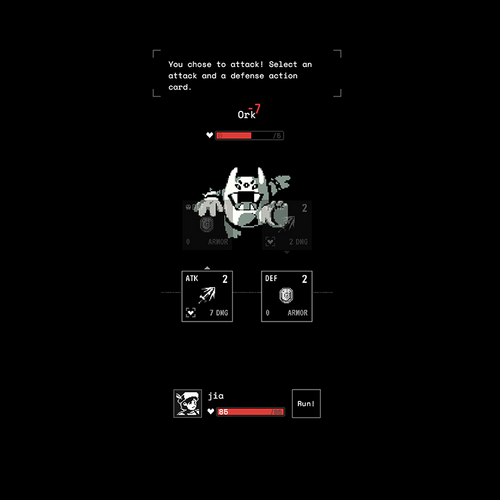 You chose to attack! Select an
attack and a defense action
card.
-7
Ork
2
0 ARMOR
2 DMG
ATK 2
7 DMG
DEF 2
0 ARMOR
jia
85
Run!